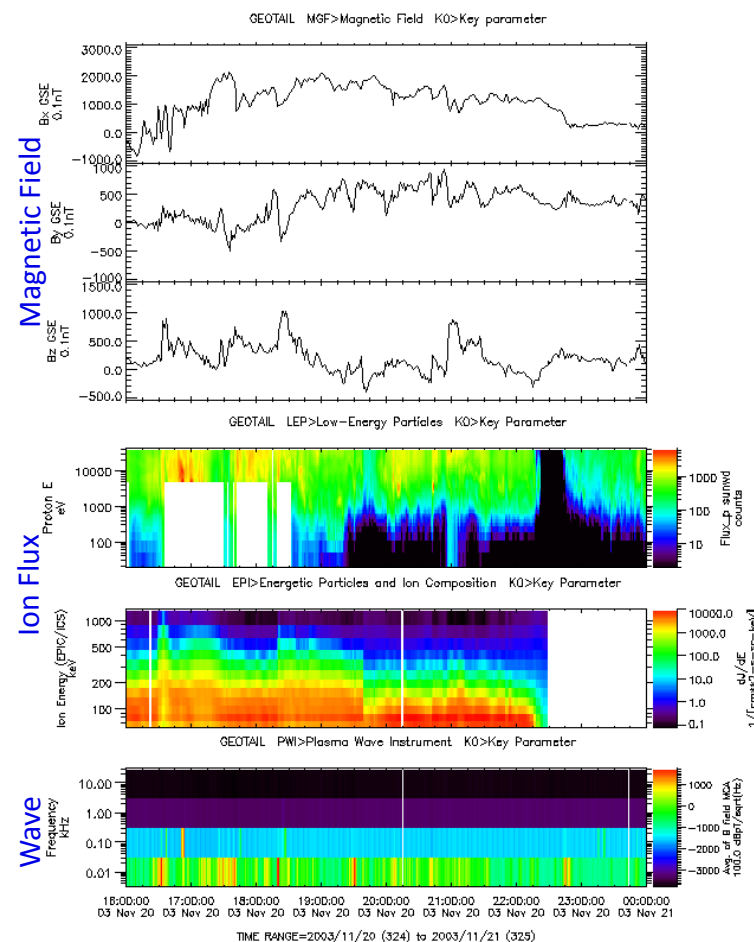 GEOTAIL MGF>Magnetic Field K0>Key parameter
Magnetic Field
Bx GSE
0.1nT
3000.0
2000.0
1000.0
0.0
-1000.0
By GSE
0.1nT
1000
500
0
-500
-1000
Bz GSE
0.1nT
1500.0
1000.0
500.0
0.0
-500.0
GEOTAIL LEP>Low-Energy Particles K0>Key Parameter
Ion Flux
Proton E
eV
10000
1000
100
1000
100
10
Flux_p sunwd
counts
GEOTAIL EPI>Energetic Particles and Ion Composition K0>Key Parameter
Ion Energy (EPIC/ICS)
keV
1000
500
200
100
10000.0
1000.0
100.0
10.0
1.0
0.1
dJ/dE
GEOTAIL PWI>Plasma Wave Instrument K0>Key Parameter
Wave
Frequency
kHz
10.00
1.00
0.10
0.01
1000
0
-1000
-2000
-3000
Avg. of B field MCA
100.0 dBpT/sqrt(Hz)
18:00:00 17:00:00 18:00:00 19:00:00 20:00:00 21:00:00 22:00:00 23:00:00 00:00:00
03 Nov 20 03 Nov 20 03 Nov 20 03 Nov 20 03 Nov 20 03 Nov 20 03 Nov 20 03 Nov 20 03 Nov 21
TIME RANGE=2003/11/20 (324) to 2003/11/21 (325)